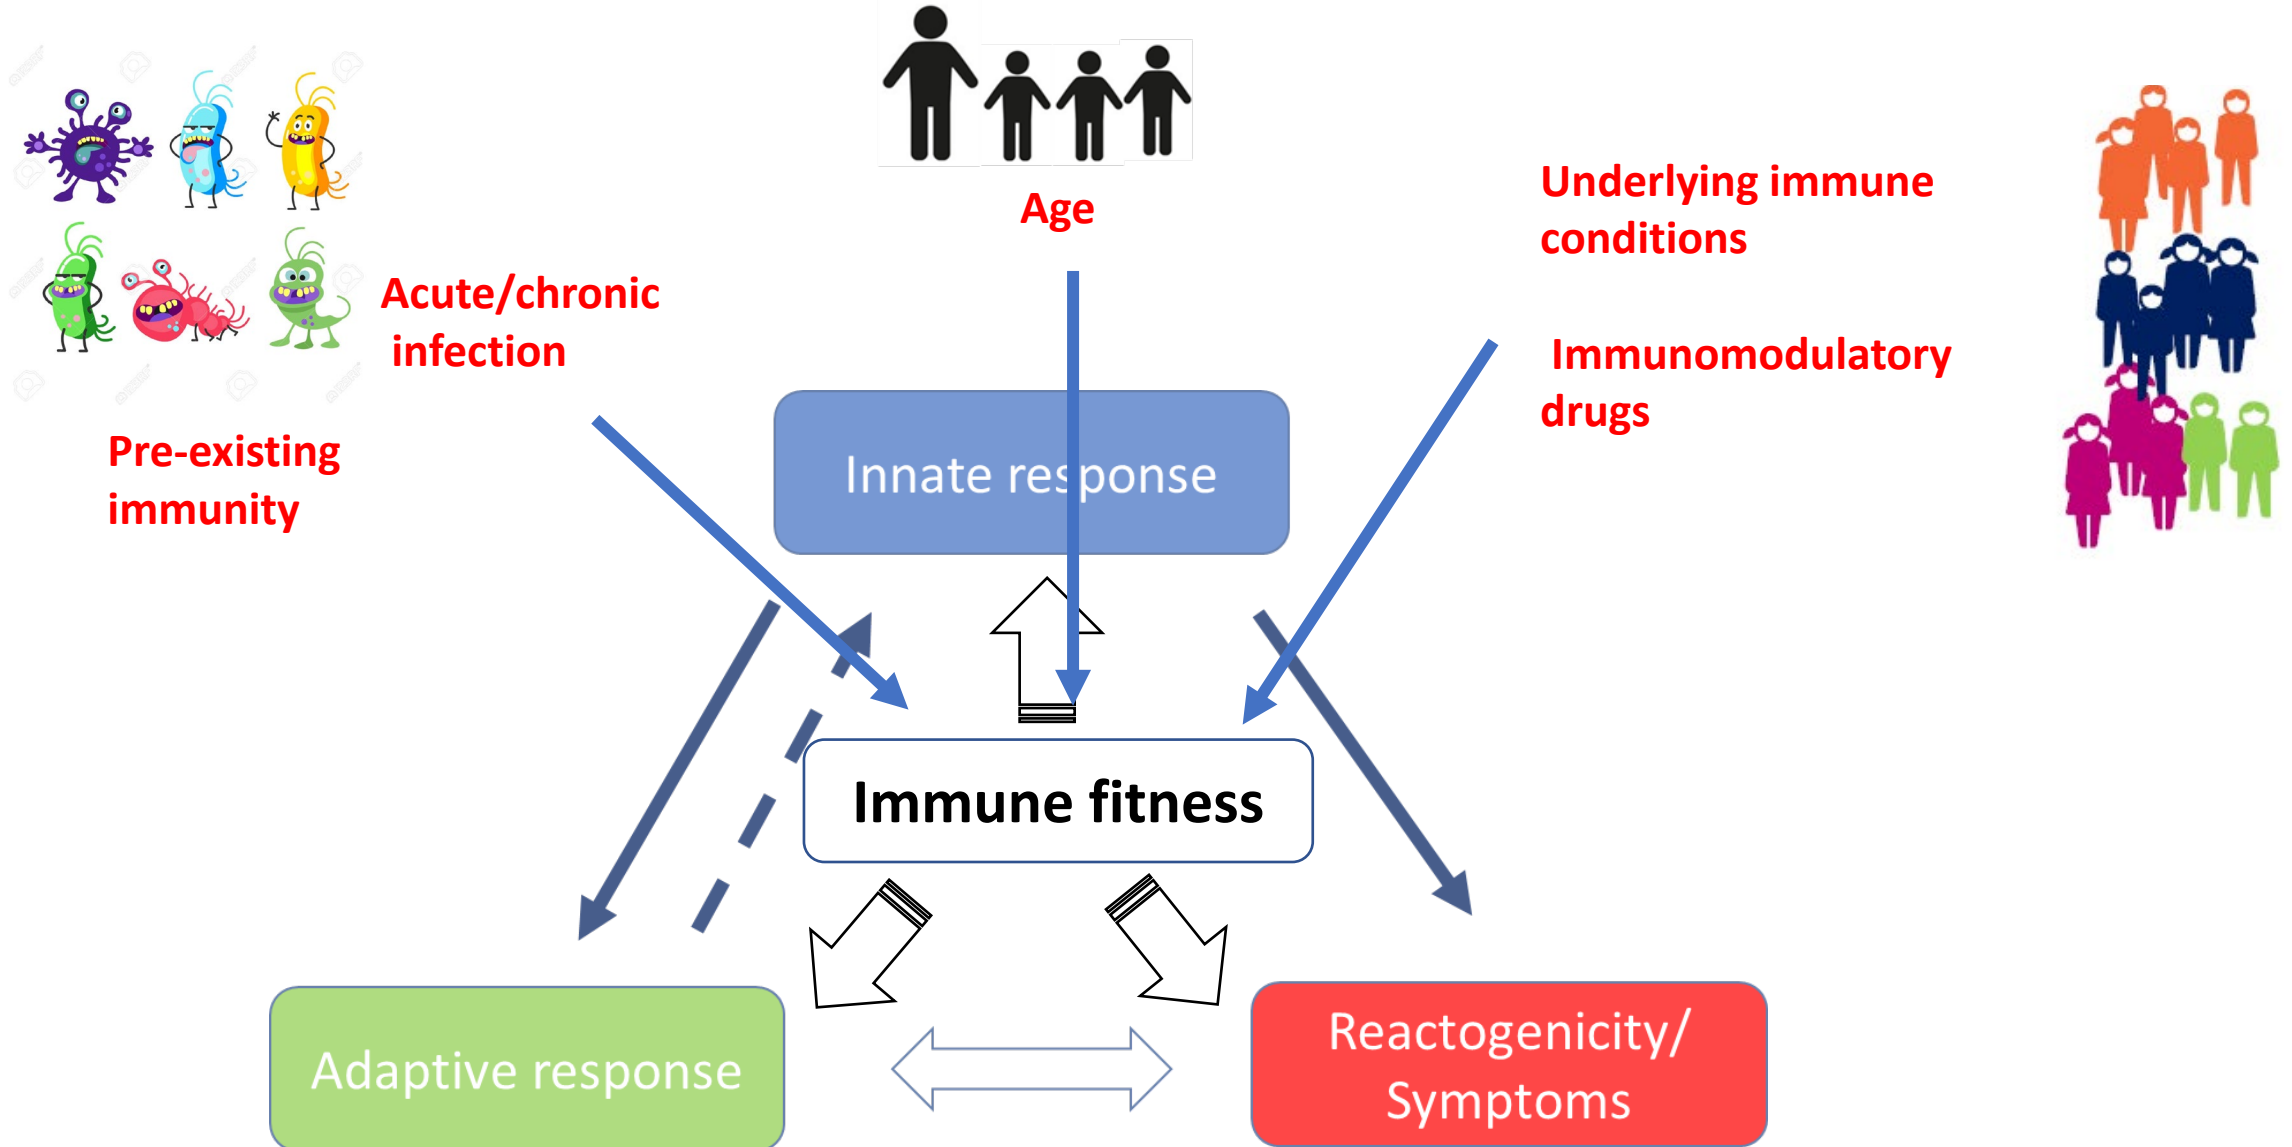 Age
Underlying immune
conditions
Acute/chronic
infection
Immunomodulatory
drugs
Pre-existing
immunity
Innate response
Immune fitness
Adaptive response
Reactogenicity/
Symptoms